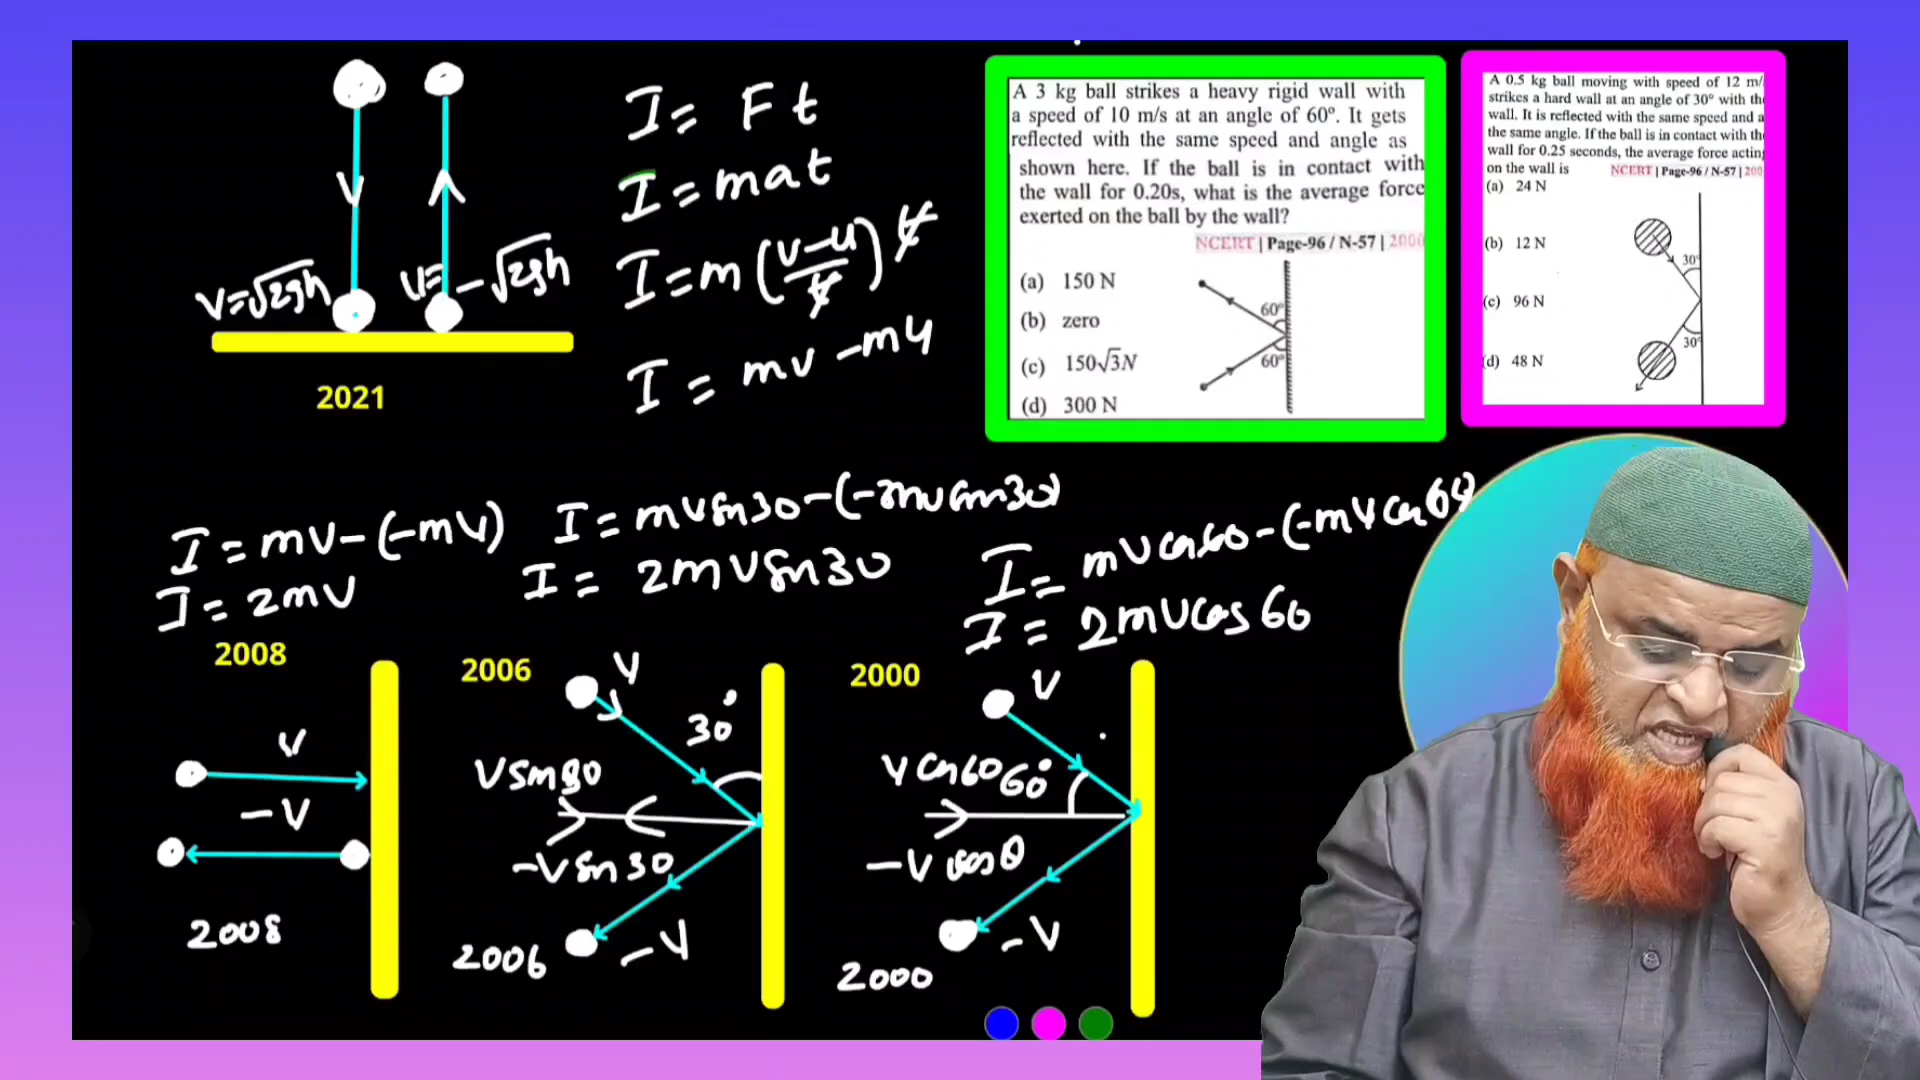 V=√2gh
V=-√2gh
2021
I= Ft
I=mat
I=m(V-u/t)t
I = mv-mu
A 3 kg ball strikes a heavy rigid wall with
a speed of 10 m/s at an angle of 60°. It gets
reflected with the same speed and angle as
shown here. If the ball is in contact with
the wall for 0.20s, what is the average force
exerted on the ball by the wall?
NCERT | Page-96 / N-57 | 2000
(a) 150 N
(b) zero
(c) 150√3N
(d) 300 N
60°
60°
A 0.5 kg ball moving with speed of 12 m/
strikes a hard wall at an angle of 30° with the
wall. It is reflected with the same speed and a
the same angle. If the ball is in contact with th
wall for 0.25 seconds, the average force acting
on the wall is
NCERT | Page-96 / N-57 | 200
(a) 24 N
(b) 12 N
(c) 96 N
(d) 48 N
30°
30°
I=mv-(-mv)
I=2mv
2008
V
-V
2008
I=mvsin30-(-mvsin30)
I= 2mvsin30
2006
V
30°
Vsin30
-Vsin30
-V
2006
I= mvcos60-(-mvcos60)
I= 2mvcos60
2000
V
Vcos60
60°
-Vcosθ
-V
2000